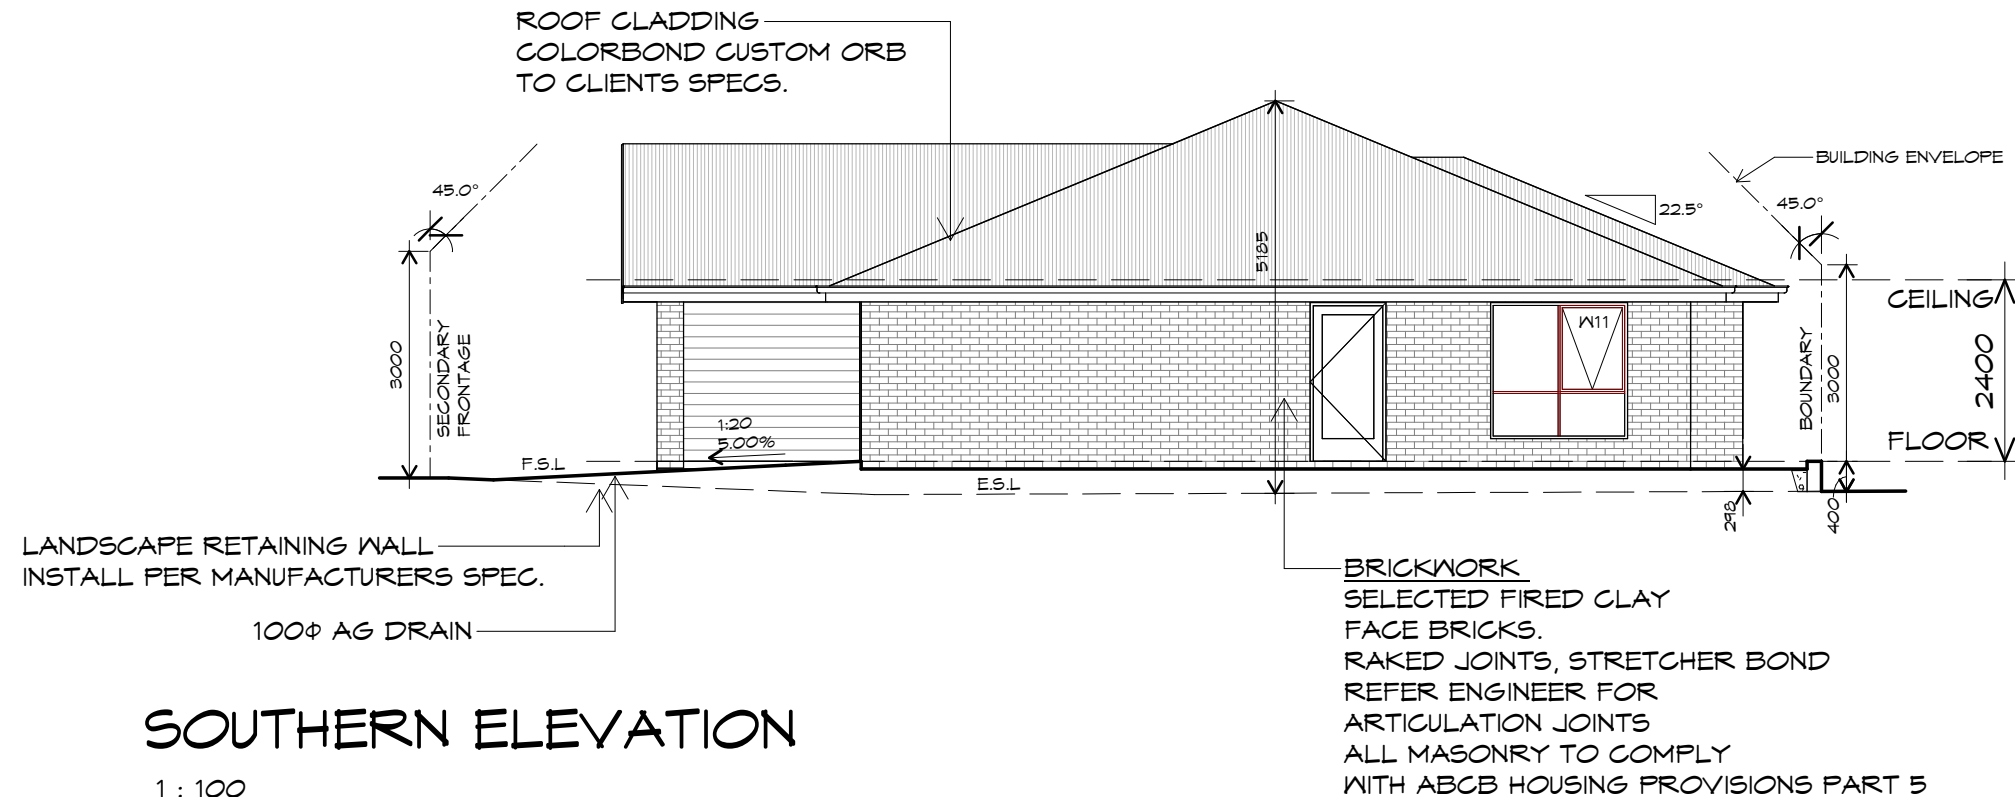 ROOF CLADDING
COLORBOND CUSTOM ORB
TO CLIENTS SPECS.
BUILDING ENVELOPE
45.0°
45.0°
22.5°
5185
CEILING
2400
FLOOR
3000
SECONDARY
FRONTAGE
W11
BOUNDARY
3000
1:20
5.00%
F.S.L
E.S.L
298
400
LANDSCAPE RETAINING WALL
INSTALL PER MANUFACTURERS SPEC.
100Φ AG DRAIN
BRICKWORK
SELECTED FIRED CLAY
FACE BRICKS.
RAKED JOINTS, STRETCHER BOND
REFER ENGINEER FOR
ARTICULATION JOINTS
ALL MASONRY TO COMPLY
WITH ABCB HOUSING PROVISIONS PART 5
SOUTHERN ELEVATION
1 : 100